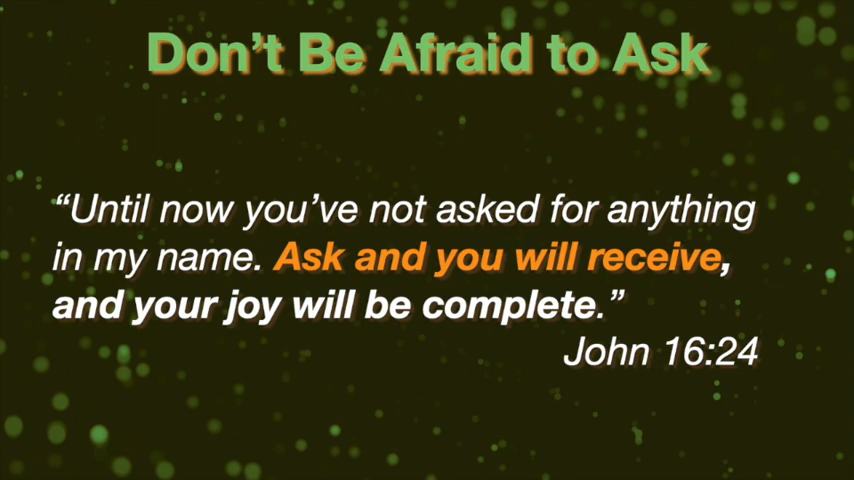 Don’t Be Afraid to Ask
“Until now you’ve not asked for anything
in my name. Ask and you will receive,
and your joy will be complete.”
John 16:24